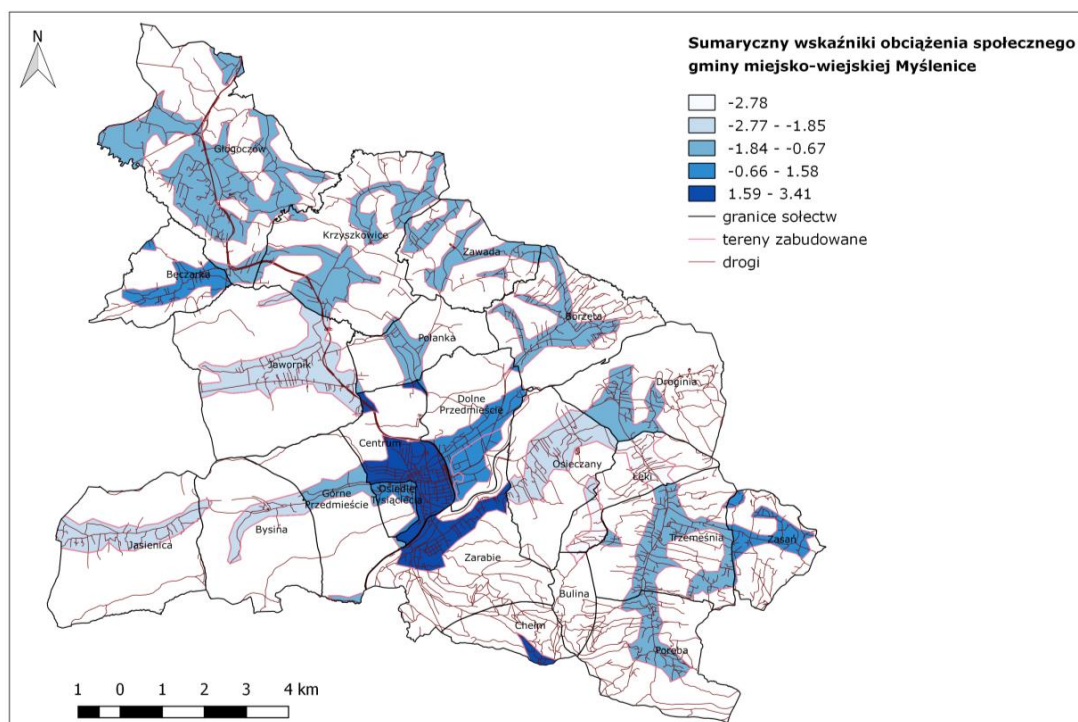 N
Sumaryczny wskaźniki obciążenia społecznego
gminy miejsko-wiejskiej Myślenice
-2.78
-2.77 - -1.85
-1.84 - -0.67
-0.66 - 1.58
1.59 - 3.41
granice sołectw
tereny zabudowane
drogi
Głogoczów
Krzyszkowice
Zawada
Bęczarka
Borzęta
Polanka
Jawornik
Droginia
Dolne
Przedmieście
Centrum
Osieczany
Łęki
Osiedle
Tysiąclecia
Górne
Przedmieście
Bysina
Jasienica
Trzemeśnia
Zasań
Zarabie
Bulina
Chełm
Poręba
1 0 1 2 3 4 km